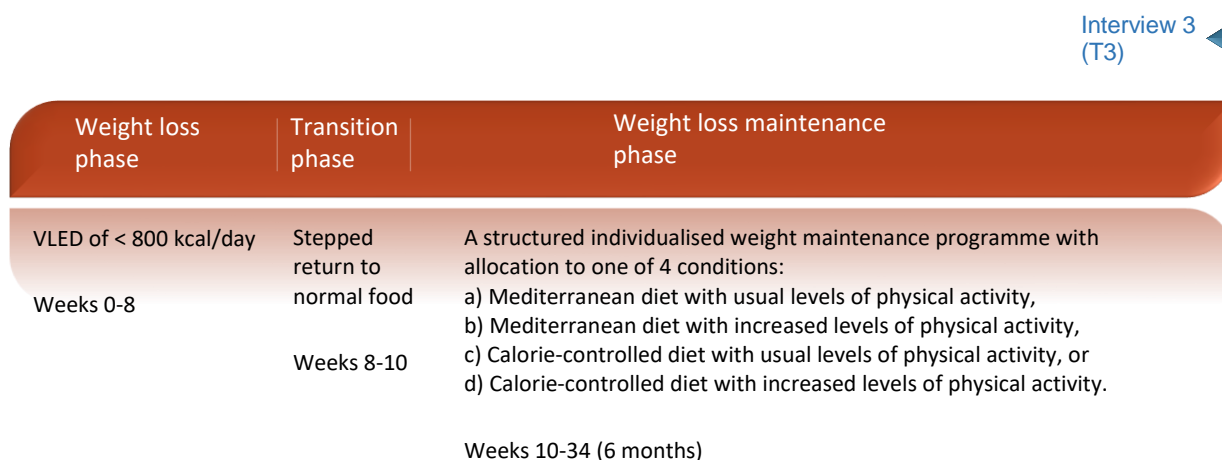 Interview 3
(T3)
Weight loss
phase
Transition
phase
Weight loss maintenance
phase
VLED of < 800 kcal/day
Weeks 0-8
Stepped
return to
normal food
Weeks 8-10
A structured individualised weight maintenance programme with
allocation to one of 4 conditions:
a) Mediterranean diet with usual levels of physical activity,
b) Mediterranean diet with increased levels of physical activity,
c) Calorie-controlled diet with usual levels of physical activity, or
d) Calorie-controlled diet with increased levels of physical activity.
Weeks 10-34 (6 months)